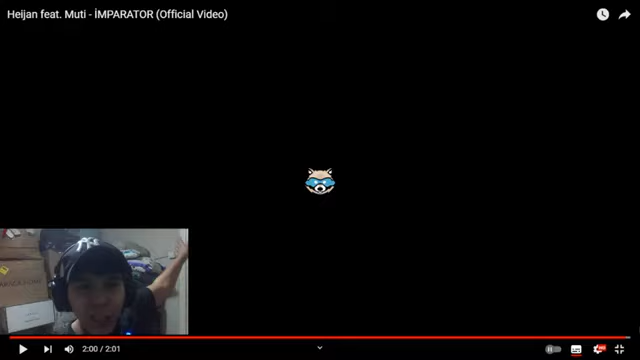 Heijan feat. Muti - İMPARATOR (Official Video)
2:00 / 2:01